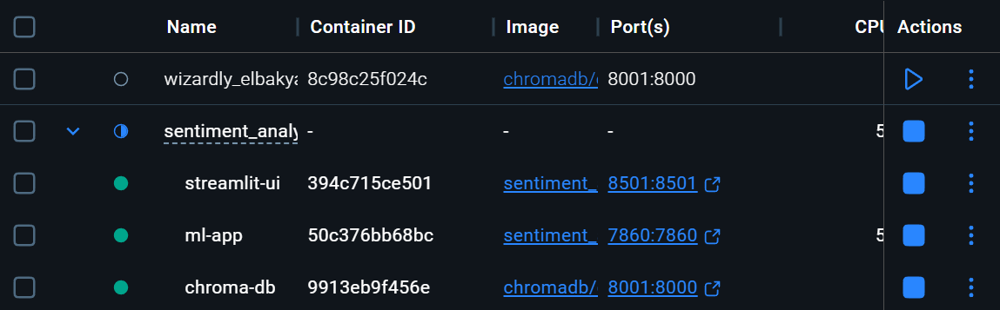 Name Container ID Image Port(s) CPU Actions
wizardly_elbakya 8c98c25f024c chromadb/ 8001:8000
sentiment_analy - - - 5
streamlit-ui 394c715ce501 sentiment_ 8501:8501
ml-app 50c376bb68bc sentiment_ 7860:7860 5
chroma-db 9913eb9f456e chromadb/ 8001:8000